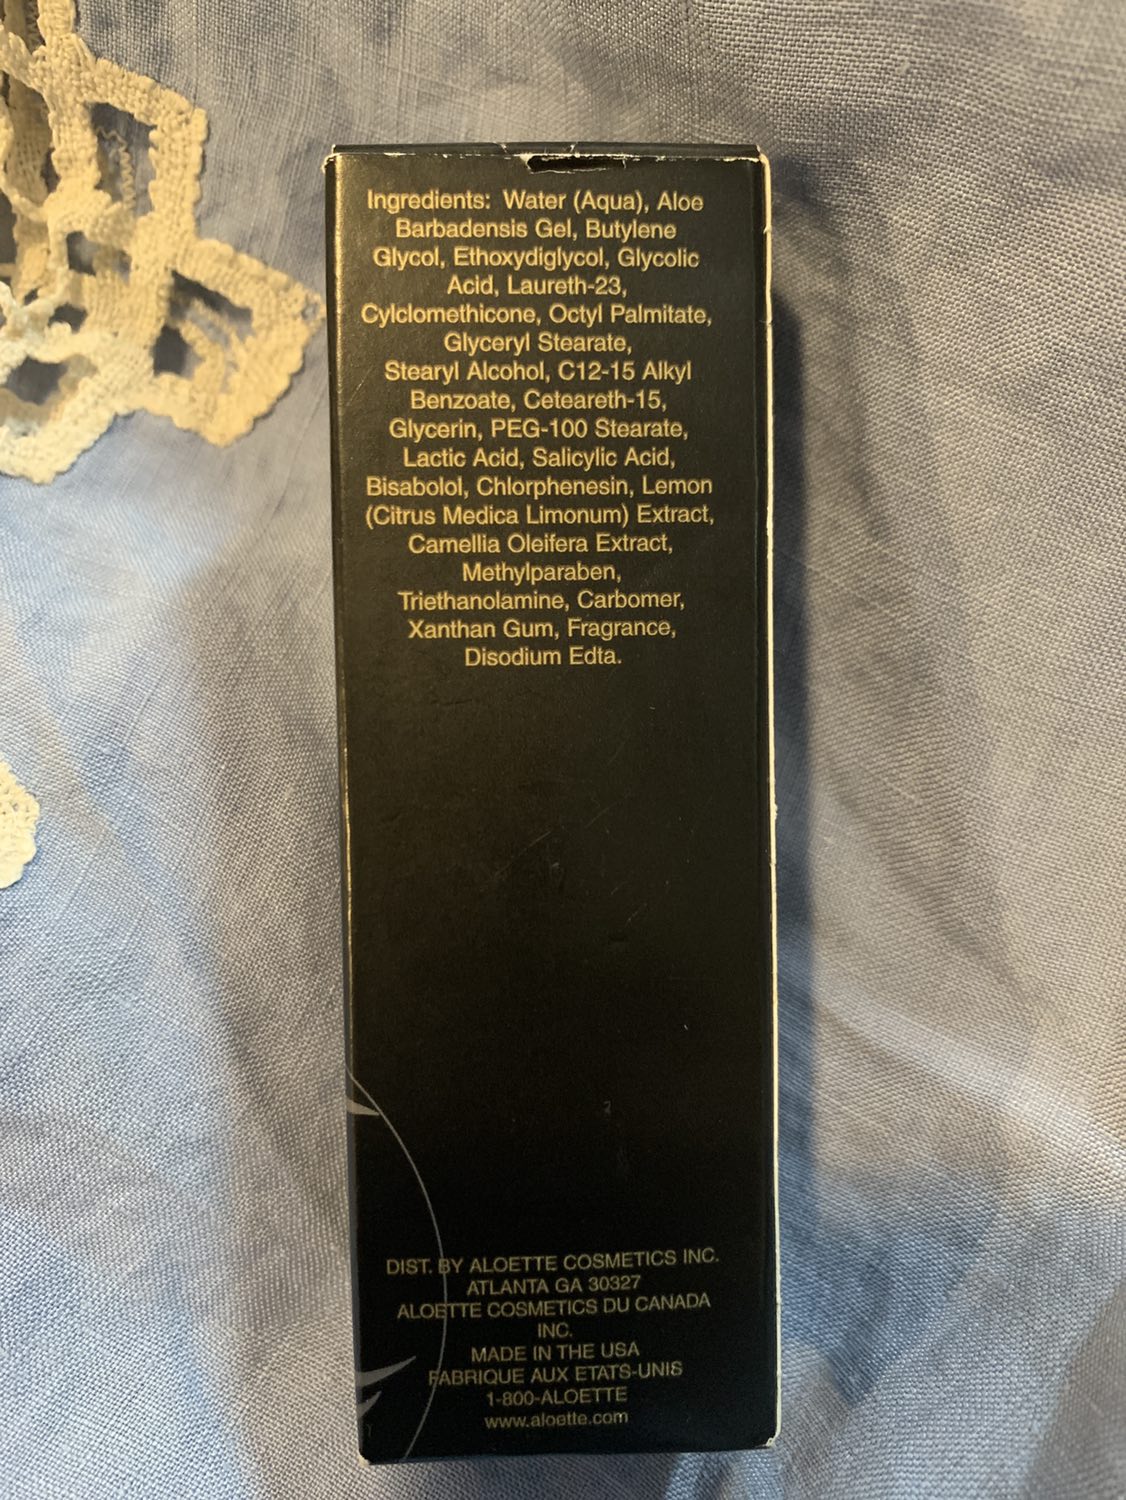 Ingredients: Water (Aqua), Aloe
Barbadensis Gel, Butylene
Glycol, Ethoxydiglycol, Glycolic
Acid, Laureth-23,
Cylclomethicone, Octyl Palmitate,
Glyceryl Stearate,
Stearyl Alcohol, C12-15 Alkyl
Benzoate, Ceteareth-15,
Glycerin, PEG-100 Stearate,
Lactic Acid, Salicylic Acid,
Bisabolol, Chlorphenesin, Lemon
(Citrus Medica Limonum) Extract,
Camellia Oleifera Extract,
Methylparaben,
Triethanolamine, Carbomer,
Xanthan Gum, Fragrance,
Disodium Edta.
DIST. BY ALOETTE COSMETICS INC.
ATLANTA GA 30327
ALOETTE COSMETICS DU CANADA
INC.
MADE IN THE USA
FABRIQUE AUX ETATS-UNIS
1-800-ALOETTE
www.aloette.com